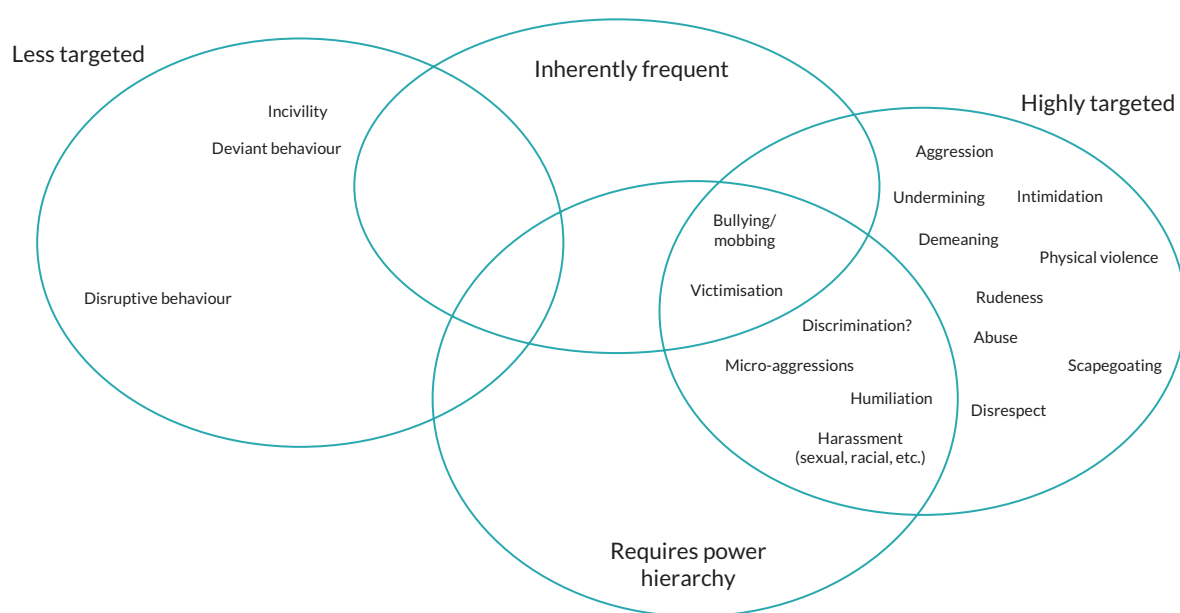 Less targeted
Inherently frequent
Highly targeted
Incivility
Deviant behaviour
Disruptive behaviour
Aggression
Undermining
Intimidation
Bullying/
mobbing
Demeaning
Physical violence
Victimisation
Rudeness
Discrimination?
Abuse
Micro-aggressions
Scapegoating
Humiliation
Disrespect
Harassment
(sexual, racial, etc.)
Requires power
hierarchy